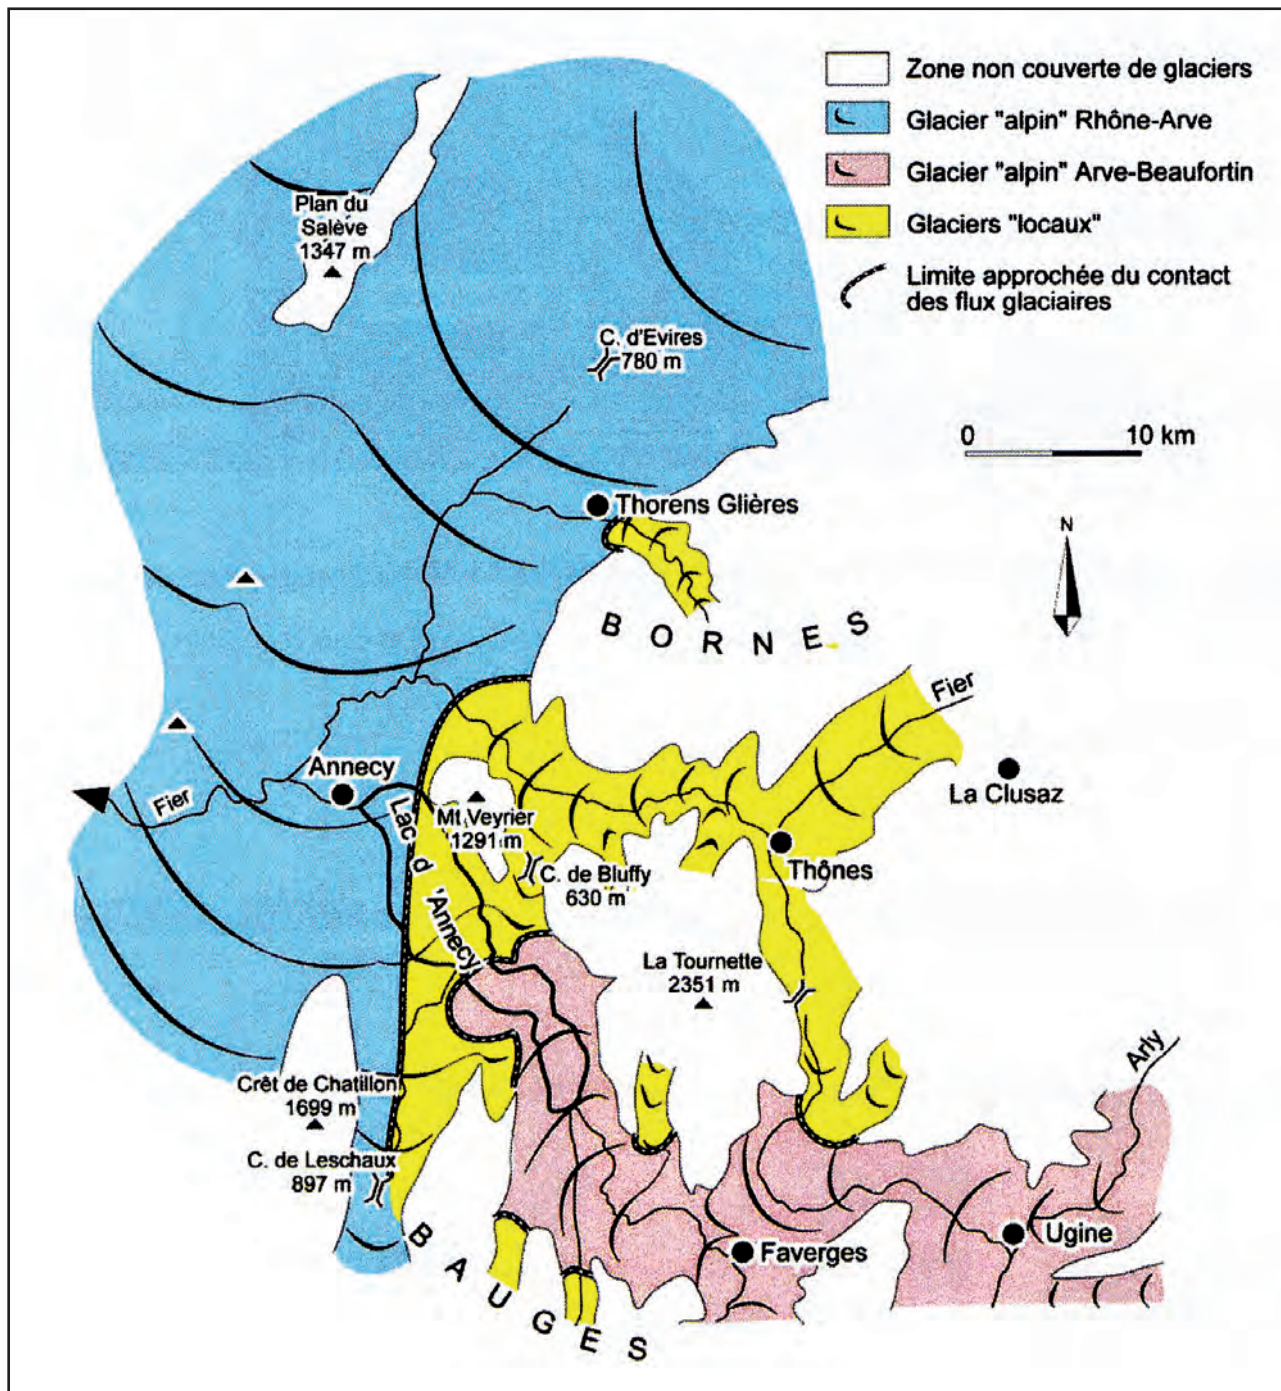 Zone non couverte de glaciers
Glacier "alpin" Rhône-Arve
Glacier "alpin" Arve-Beaufortin
Glaciers "locaux"
Limite approchée du contact
des flux glaciaires
Plan du
Salève
1347 m
C. d'Evires
780 m
0 10 km
N
Thorens Glières
BORNES
Fier
La Clusaz
Annecy
Fier
Lac d'Annecy
Mt Veyrier
1291 m
C. de Bluffy
630 m
Thônes
La Tournette
2351 m
Arly
Crêt de Chatillon
1699 m
C. de Leschaux
897 m
BAUGES
Faverges
Ugine